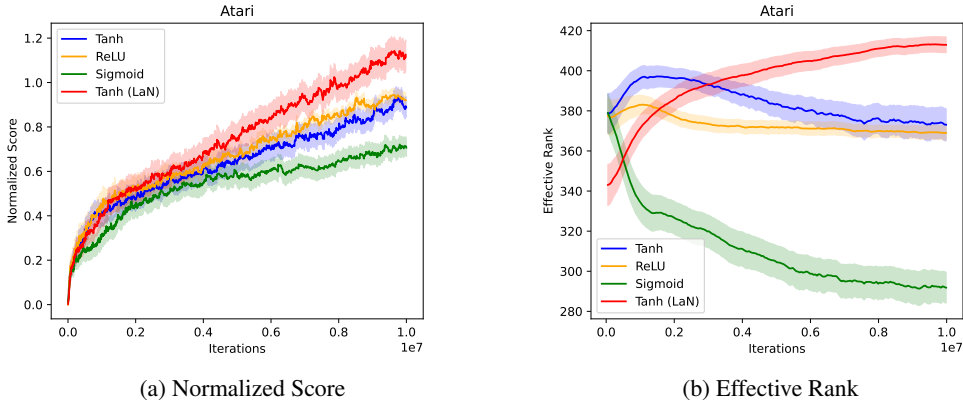 Atari
Normalized Score
1.2
1.0
0.8
0.6
0.4
0.2
0.0
Tanh
ReLU
Sigmoid
Tanh (LaN)
0.0 0.2 0.4 0.6 0.8 1.0
Iterations
1e7
(a) Normalized Score
Atari
Effective Rank
420
400
380
360
340
320
300
280
Tanh
ReLU
Sigmoid
Tanh (LaN)
0.0 0.2 0.4 0.6 0.8 1.0
Iterations
1e7
(b) Effective Rank